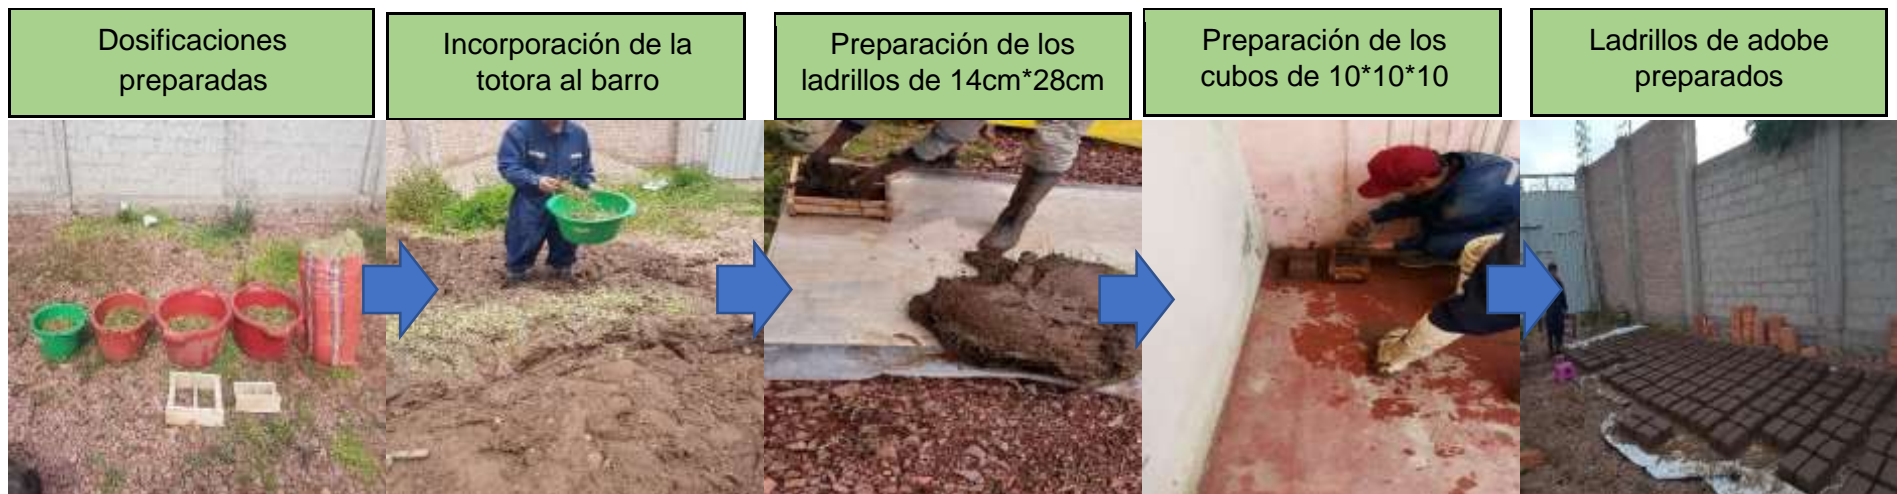 Dosificaciones
preparadas
Incorporación de la
totora al barro
Preparación de los
ladrillos de 14cm*28cm
Preparación de los
cubos de 10*10*10
Ladrillos de adobe
preparados